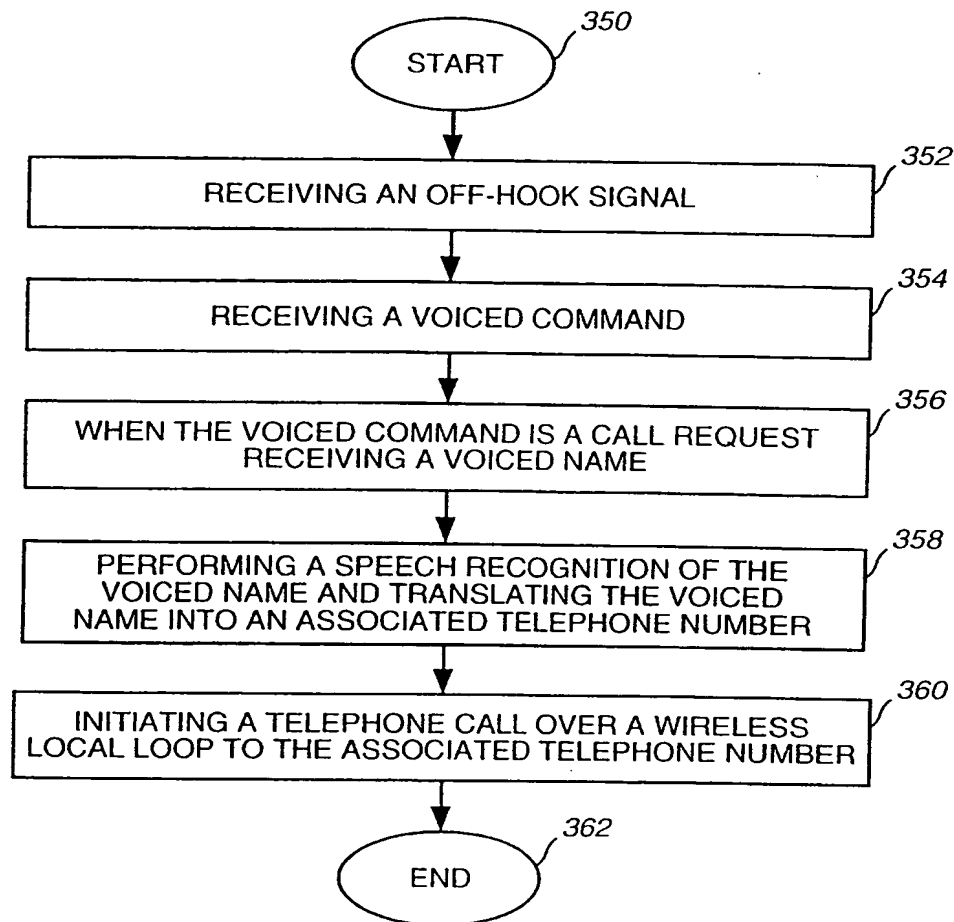 350
START
352
RECEIVING AN OFF-HOOK SIGNAL
354
RECEIVING A VOICED COMMAND
356
WHEN THE VOICED COMMAND IS A CALL REQUEST
RECEIVING A VOICED NAME
358
PERFORMING A SPEECH RECOGNITION OF THE
VOICED NAME AND TRANSLATING THE VOICED
NAME INTO AN ASSOCIATED TELEPHONE NUMBER
360
INITIATING A TELEPHONE CALL OVER A WIRELESS
LOCAL LOOP TO THE ASSOCIATED TELEPHONE NUMBER
362
END